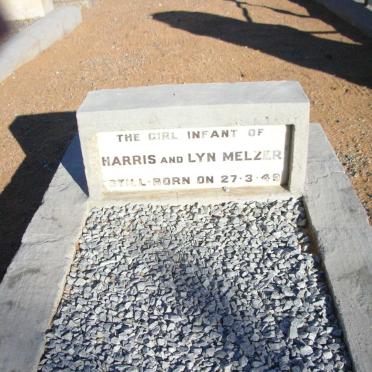 THE GIRL INFANT OF
HARRIS AND LYN MELZER
STILL-BORN ON 27-3-49